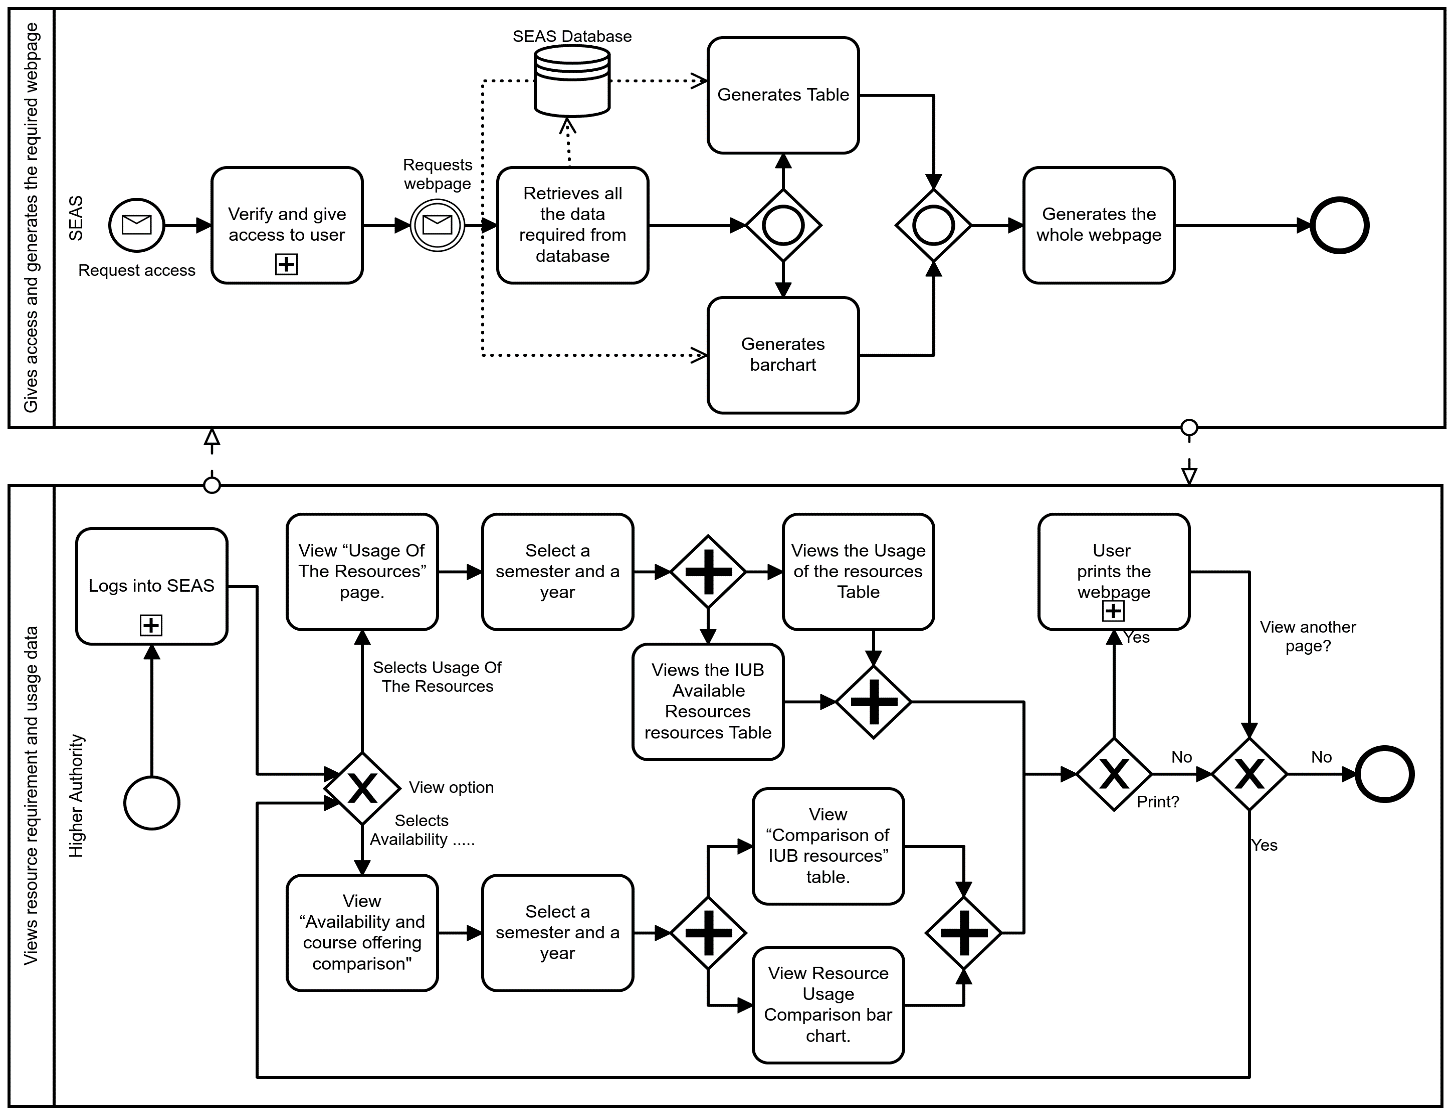 Gives access and generates the required webpage
SEAS
SEAS Database
Request access
Verify and give
access to user
Requests
webpage
Retrieves all
the data
required from
database
Generates Table
Generates
barchart
Generates the
whole webpage
Views resource requirement and usage data
Higher Authority
Logs into SEAS
View “Usage Of
The Resources”
page.
Select a
semester and a
year
Views the Usage
of the resources
Table
Views the IUB
Available
Resources
resources Table
Selects Usage Of
The Resources
View option
Selects
Availability .....
View
“Availability and
course offering
comparison"
Select a
semester and a
year
View
“Comparison of
IUB resources”
table.
View Resource
Usage
Comparison bar
chart.
User
prints the
webpage
Yes
Print?
No
View another
page?
No
Yes